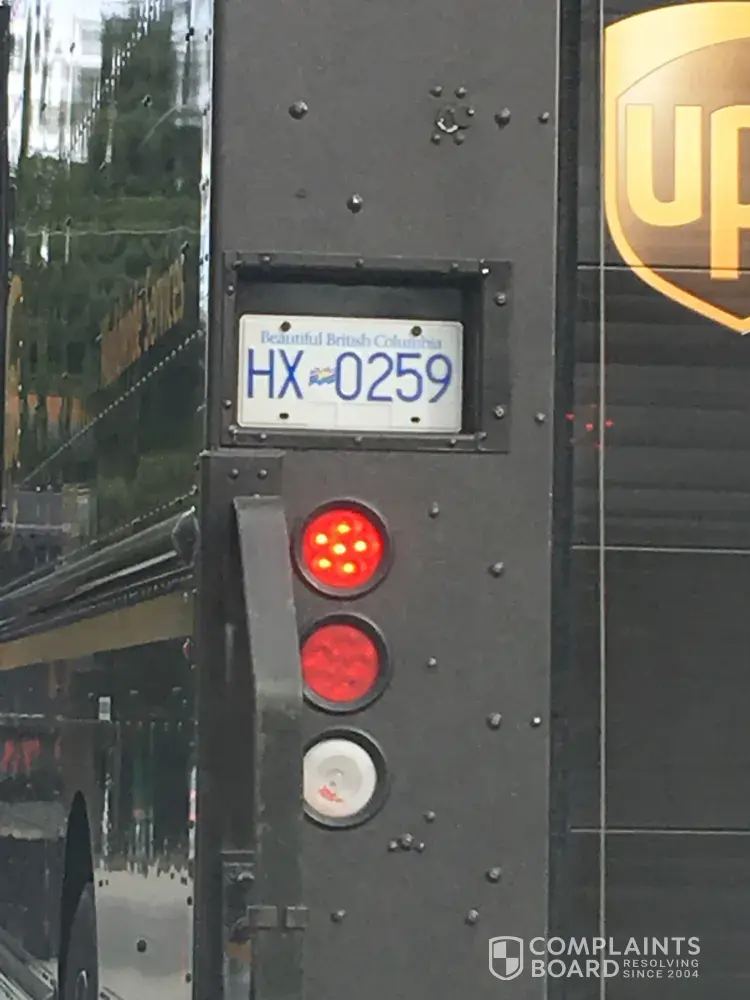 UP
Beautiful British Columbia
HX 0259
COMPLAINTS
BOARD RESOLVING
SINCE 2004